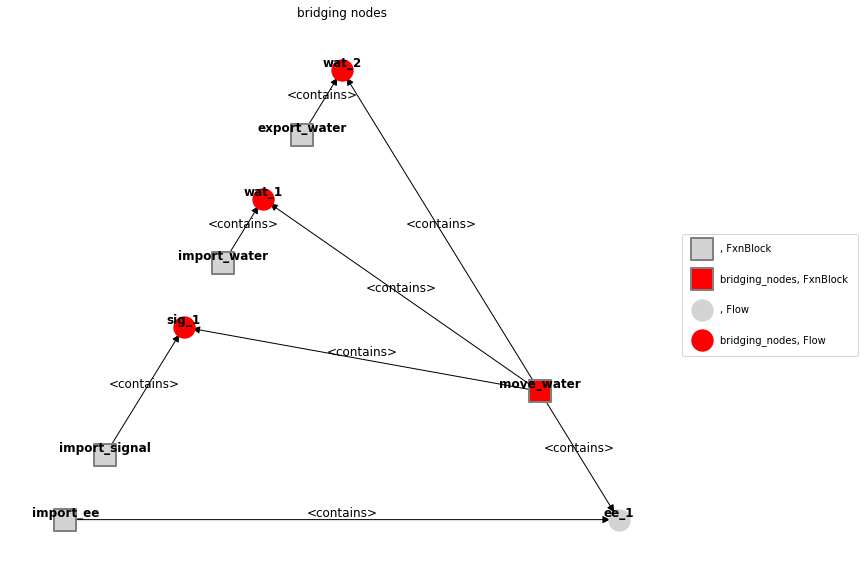 bridging nodes
wat_2
<contains>
export_water
wat_1
<contains>
<contains>
import_water
<contains>
sig_1
<contains>
<contains>
move_water
import_signal
<contains>
import_ee
<contains>
ee_1
, FxnBlock
bridging_nodes, FxnBlock
, Flow
bridging_nodes, Flow